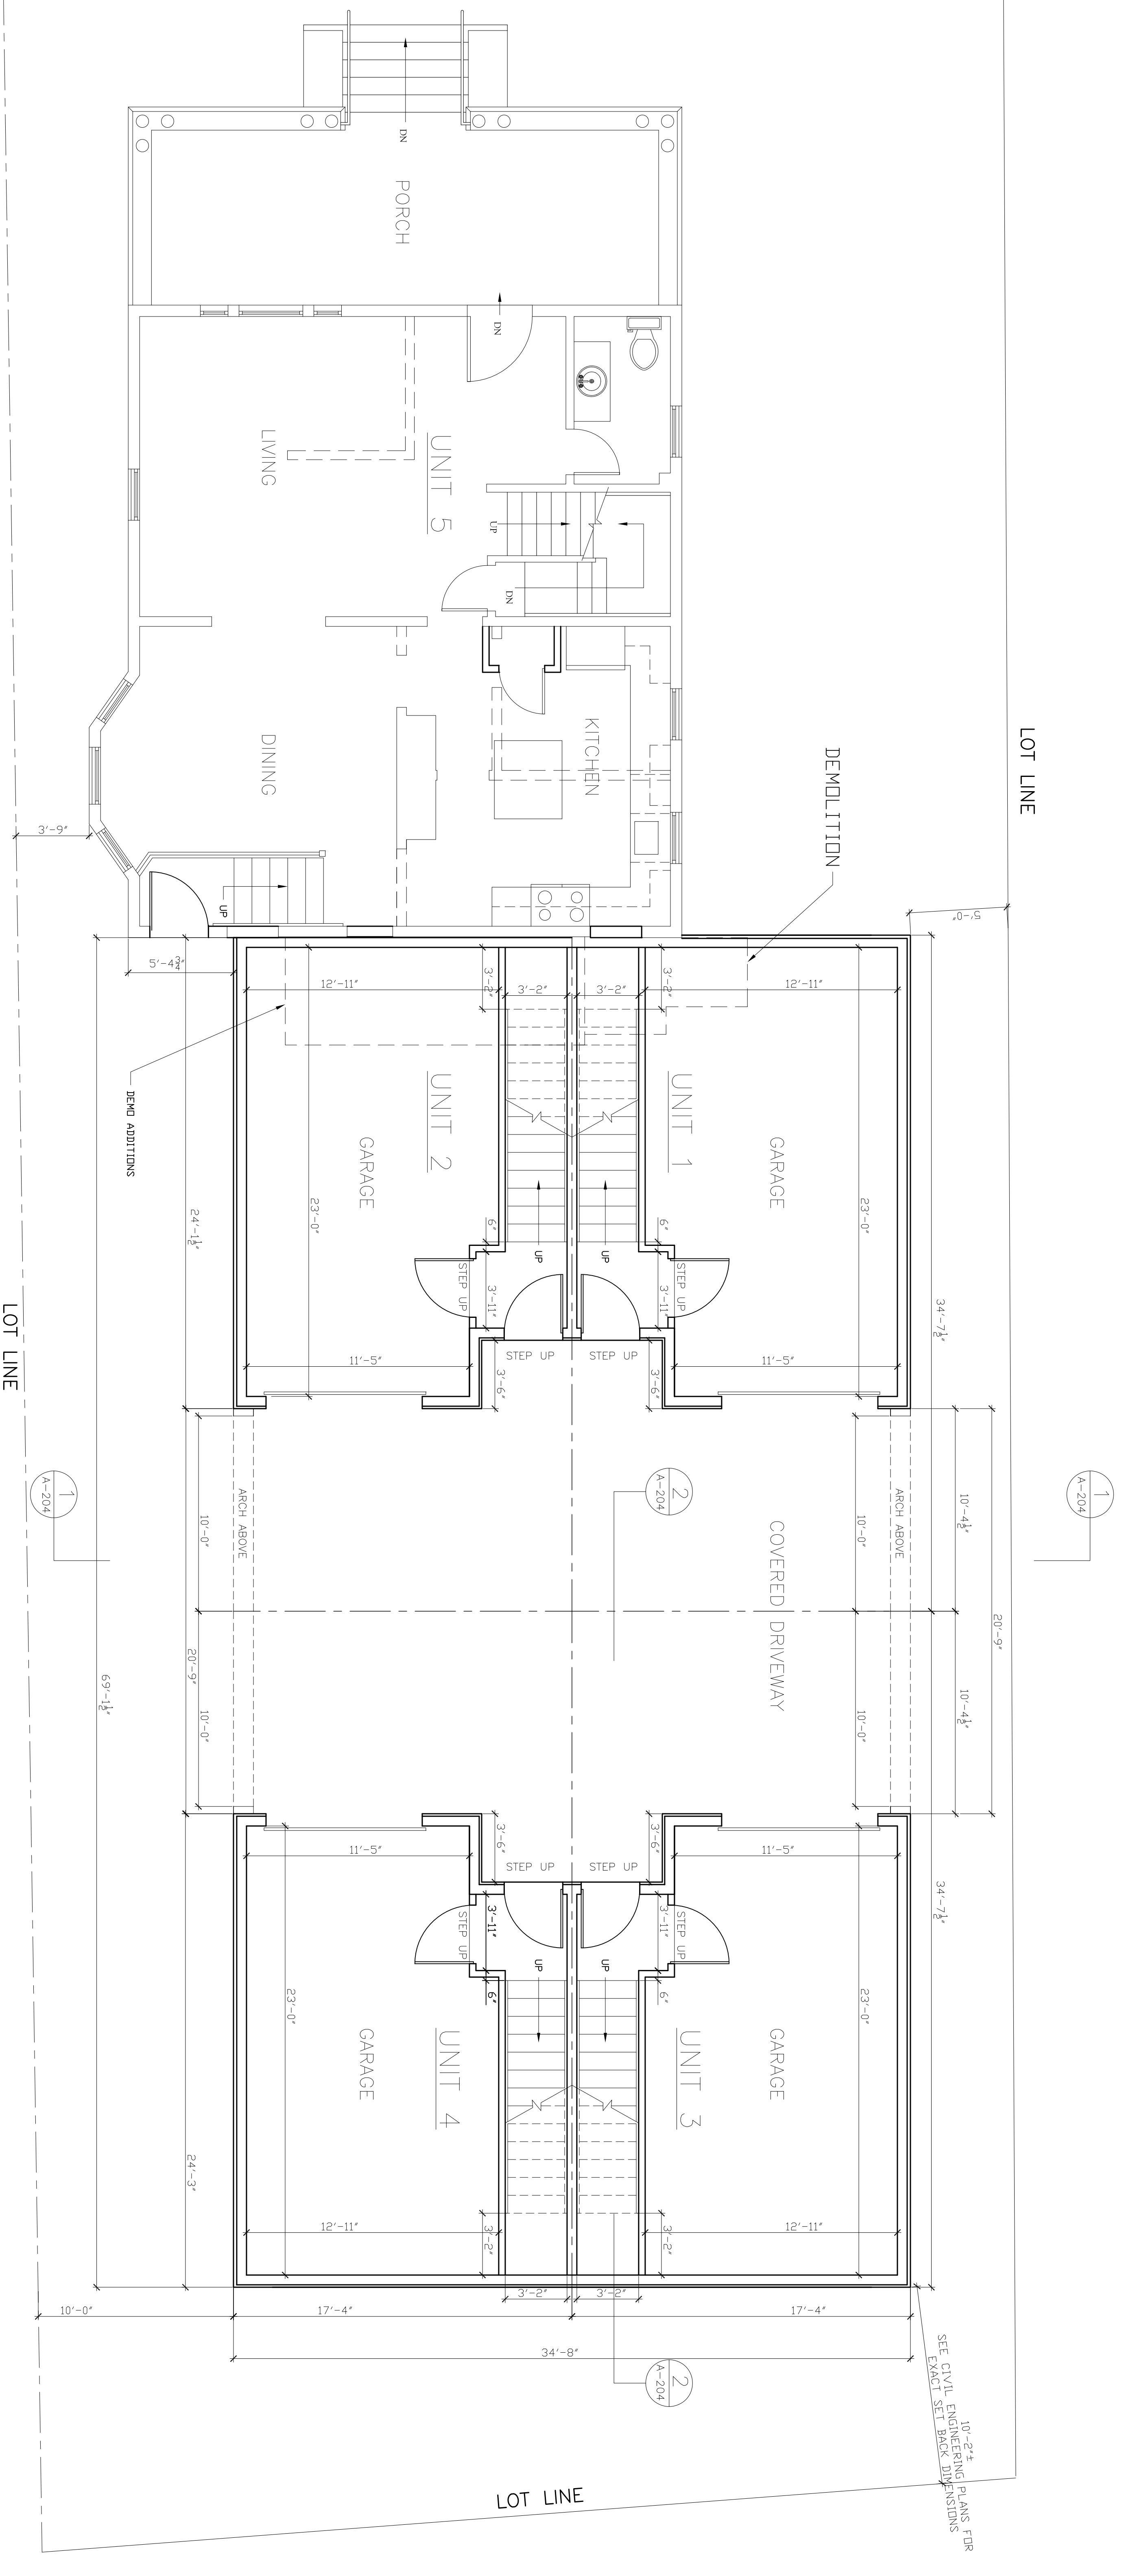 LOT LINE
DN
PORCH
DN
LIVING
UNIT 5
UP
DN
KITCHEN
DINING
UP
DEMOLITION
3'-9"
5'-0"
5'-4 3/4"
12'-11"
3'-2"
3'-2"
3'-2"
3'-2"
12'-11"
DEMO ADDITIONS
UNIT 2
GARAGE
UNIT 1
GARAGE
23'-0"
23'-0"
24'-1 1/2"
34'-7 1/2"
6"
UP
UP
6"
STEP UP
3'-11"
3'-11"
STEP UP
11'-5"
STEP UP
STEP UP
11'-5"
3'-6"
3'-6"
LOT LINE
1
A-204
ARCH ABOVE
10'-0"
2
A-204
COVERED DRIVEWAY
10'-0"
ARCH ABOVE
10'-4 1/2"
1
A-204
20'-9"
69'-1 1/2"
20'-9"
10'-0"
10'-0"
10'-4 1/2"
11'-5"
3'-6"
3'-6"
11'-5"
STEP UP
STEP UP
STEP UP
3'-11"
3'-11"
STEP UP
34'-7 1/2"
6"
UP
UP
6"
23'-0"
23'-0"
GARAGE
UNIT 4
UNIT 3
GARAGE
24'-3"
12'-11"
3'-2"
3'-2"
12'-11"
3'-2"
3'-2"
10'-0"
17'-4"
17'-4"
34'-8"
2
A-204
10'-2"±
SEE CIVIL ENGINEERING PLANS FOR
EXACT SET BACK DIMENSIONS
LOT LINE